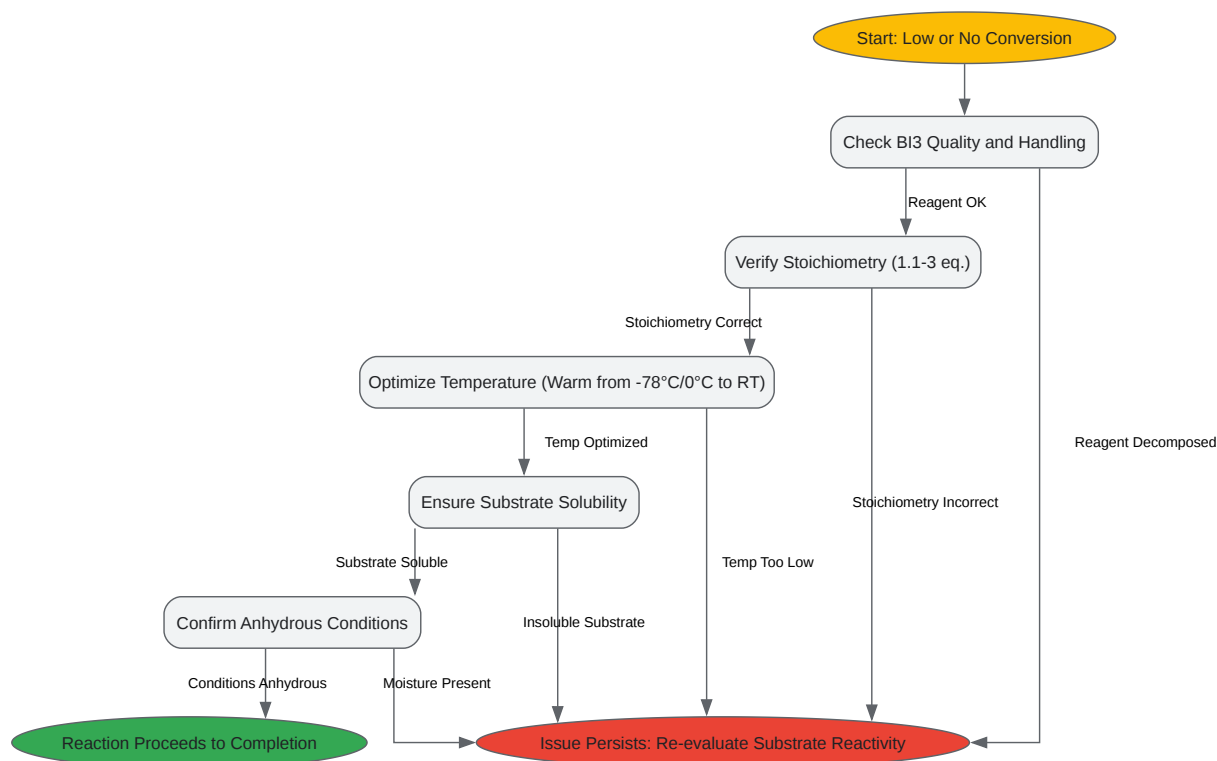 Start: Low or No Conversion
Check BI3 Quality and Handling
Reagent OK
Verify Stoichiometry (1.1-3 eq.)
Stoichiometry Correct
Optimize Temperature (Warm from -78°C/0°C to RT)
Temp Optimized
Reagent Decomposed
Ensure Substrate Solubility
Stoichiometry Incorrect
Substrate Soluble
Temp Too Low
Confirm Anhydrous Conditions
Insoluble Substrate
Conditions Anhydrous
Moisture Present
Reaction Proceeds to Completion
Issue Persists: Re-evaluate Substrate Reactivity